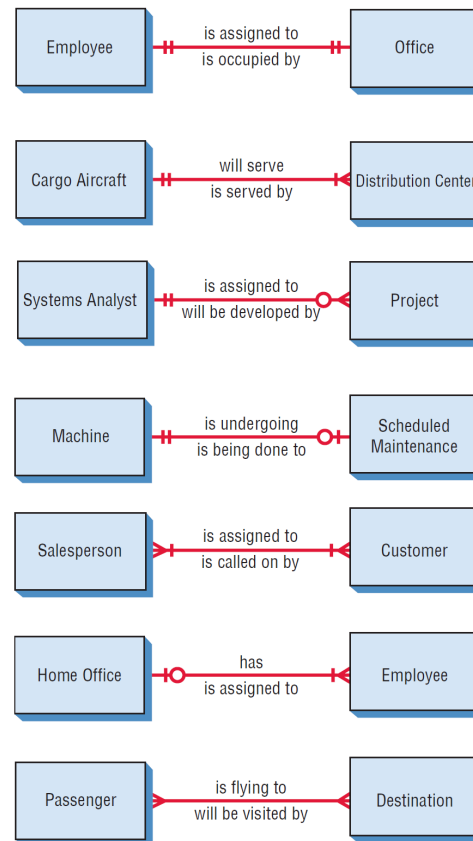 is assigned to
Employee
Office
is occupied by
will serve
Cargo Aircraft
Distribution Center
is served by
is assigned to
Systems Analyst
Project
will be developed by
is undergoing
Machine
Scheduled
Maintenance
is being done to
is assigned to
Salesperson
Customer
is called on by
has
Home Office
Employee
is assigned to
is flying to
Passenger
Destination
will be visited by